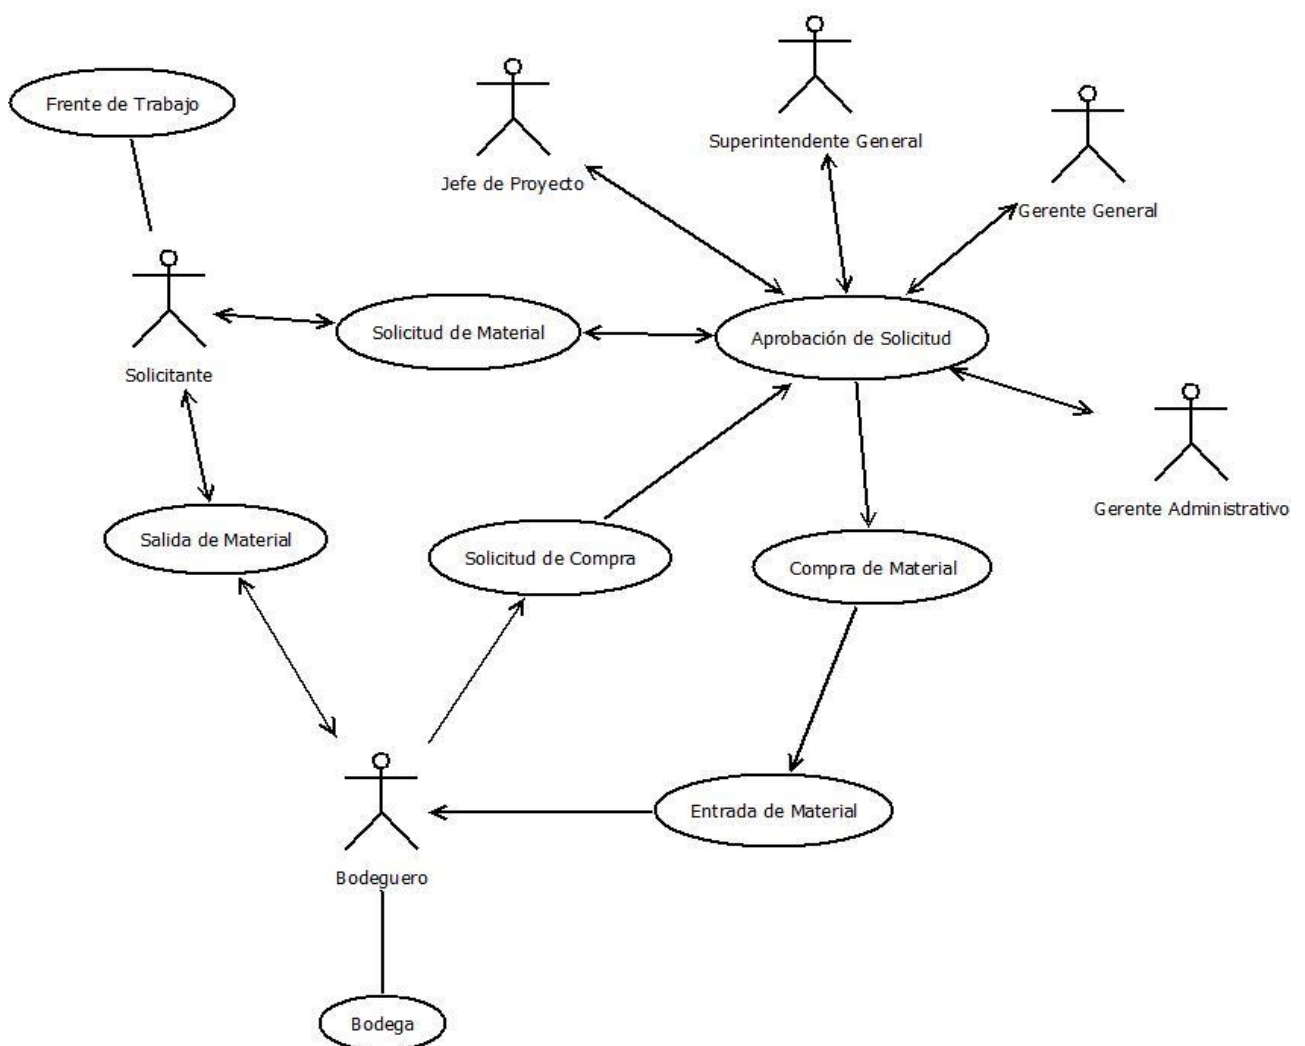 Frente de Trabajo
Superintendente General
Jefe de Proyecto
Gerente General
Solicitud de Material
Aprobación de Solicitud
Solicitante
Gerente Administrativo
Salida de Material
Solicitud de Compra
Compra de Material
Entrada de Material
Bodeguero
Bodega